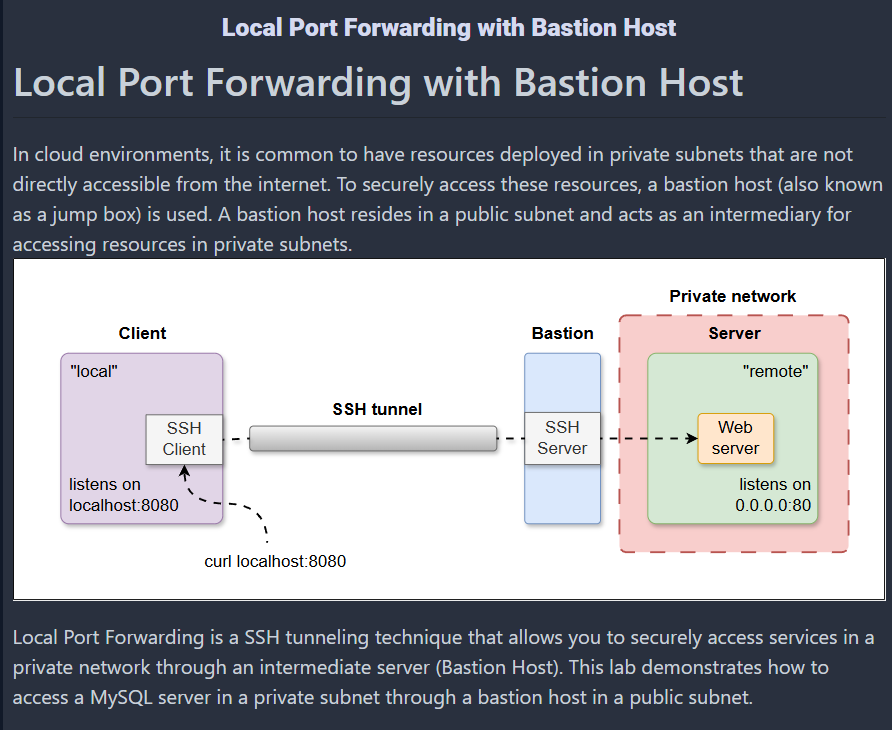 Local Port Forwarding with Bastion Host
Local Port Forwarding with Bastion Host
In cloud environments, it is common to have resources deployed in private subnets that are not
directly accessible from the internet. To securely access these resources, a bastion host (also known
as a jump box) is used. A bastion host resides in a public subnet and acts as an intermediary for
accessing resources in private subnets.
Private network
Client
Bastion
Server
"local"
"remote"
SSH tunnel
SSH
Client
SSH
Server
Web
server
listens on
localhost:8080
listens on
0.0.0.0:80
curl localhost:8080
Local Port Forwarding is a SSH tunneling technique that allows you to securely access services in a
private network through an intermediate server (Bastion Host). This lab demonstrates how to
access a MySQL server in a private subnet through a bastion host in a public subnet.